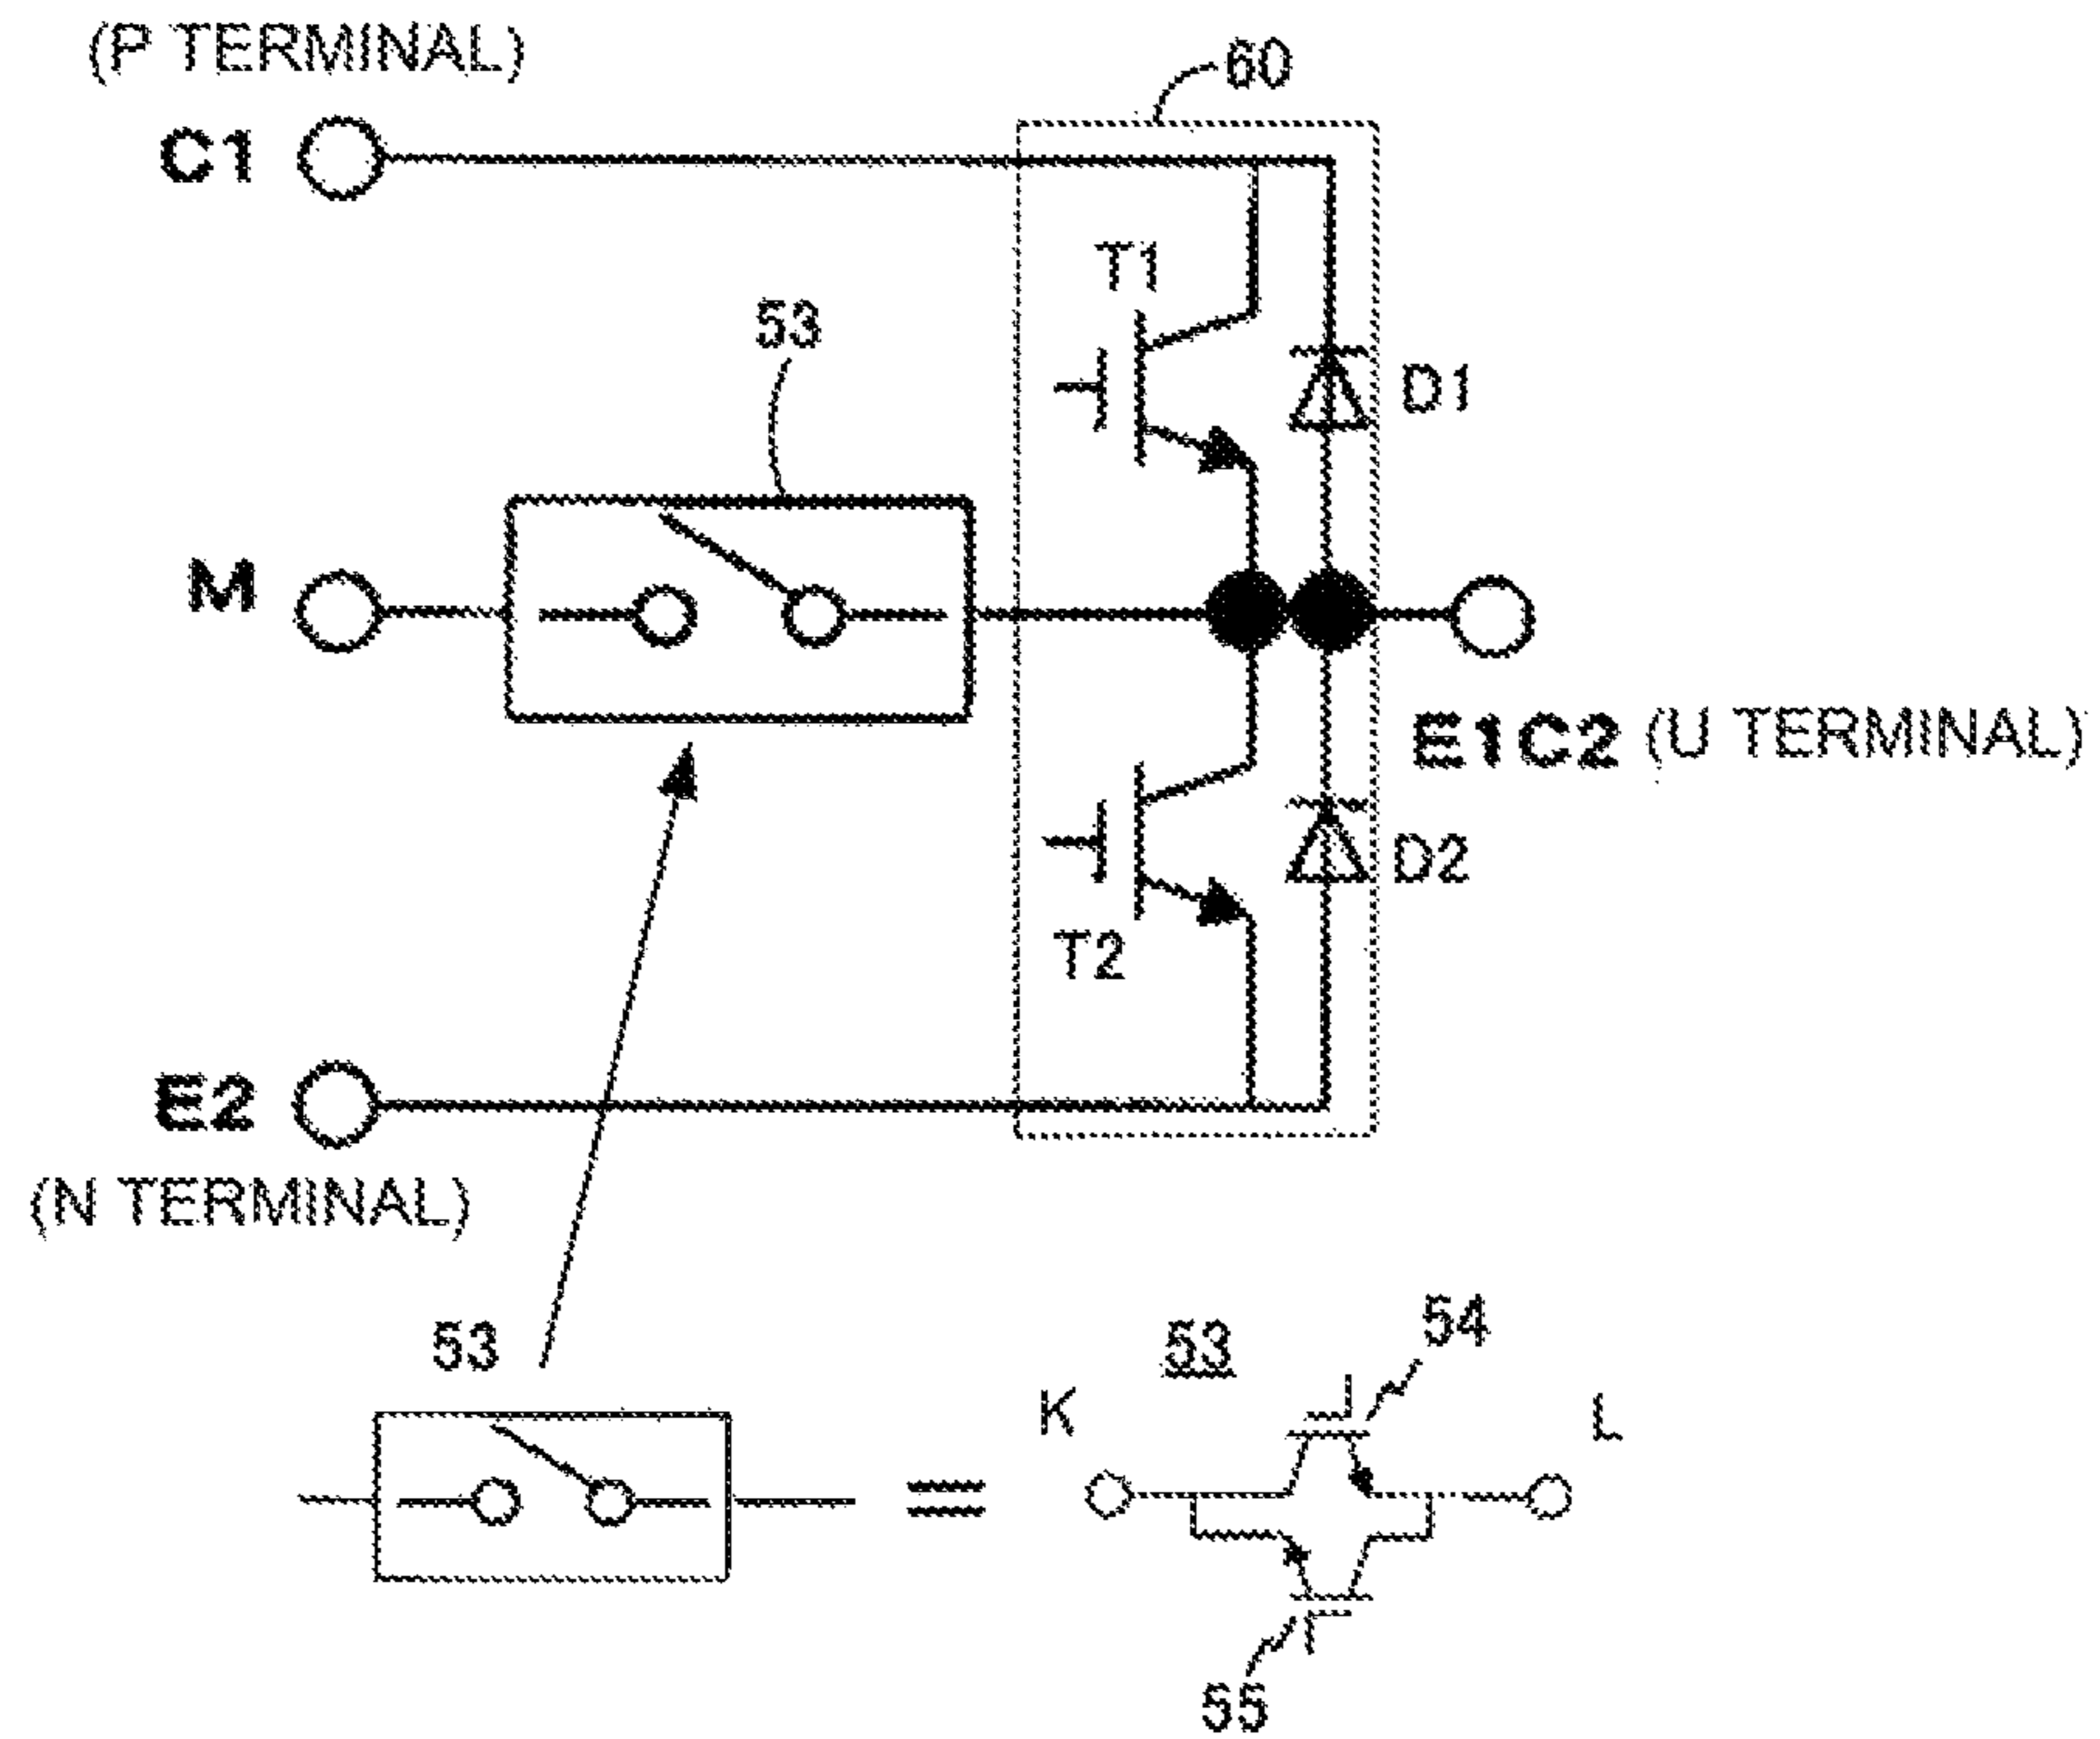 (P TERMINAL)
60
C1
T1
53
D1
M
E1C2 (U TERMINAL)
D2
T2
E2
(N TERMINAL)
53
53
54
K
L
=
55